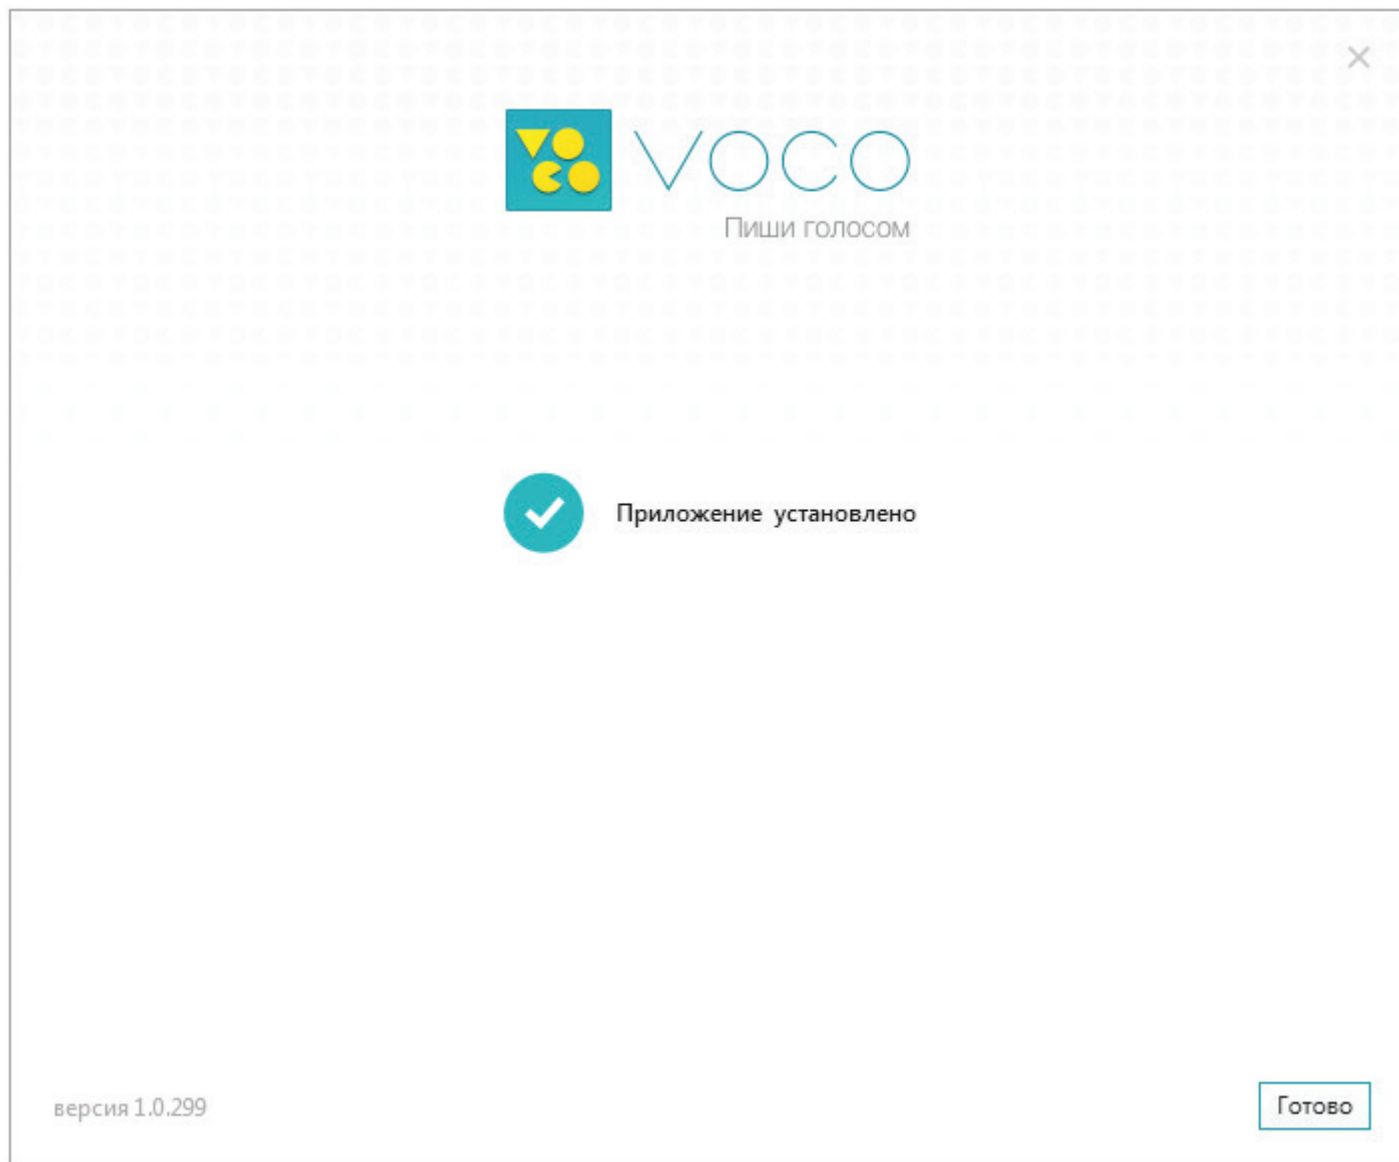 VOCO
Пиши голосом
Приложение установлено
версия 1.0.299
Готово